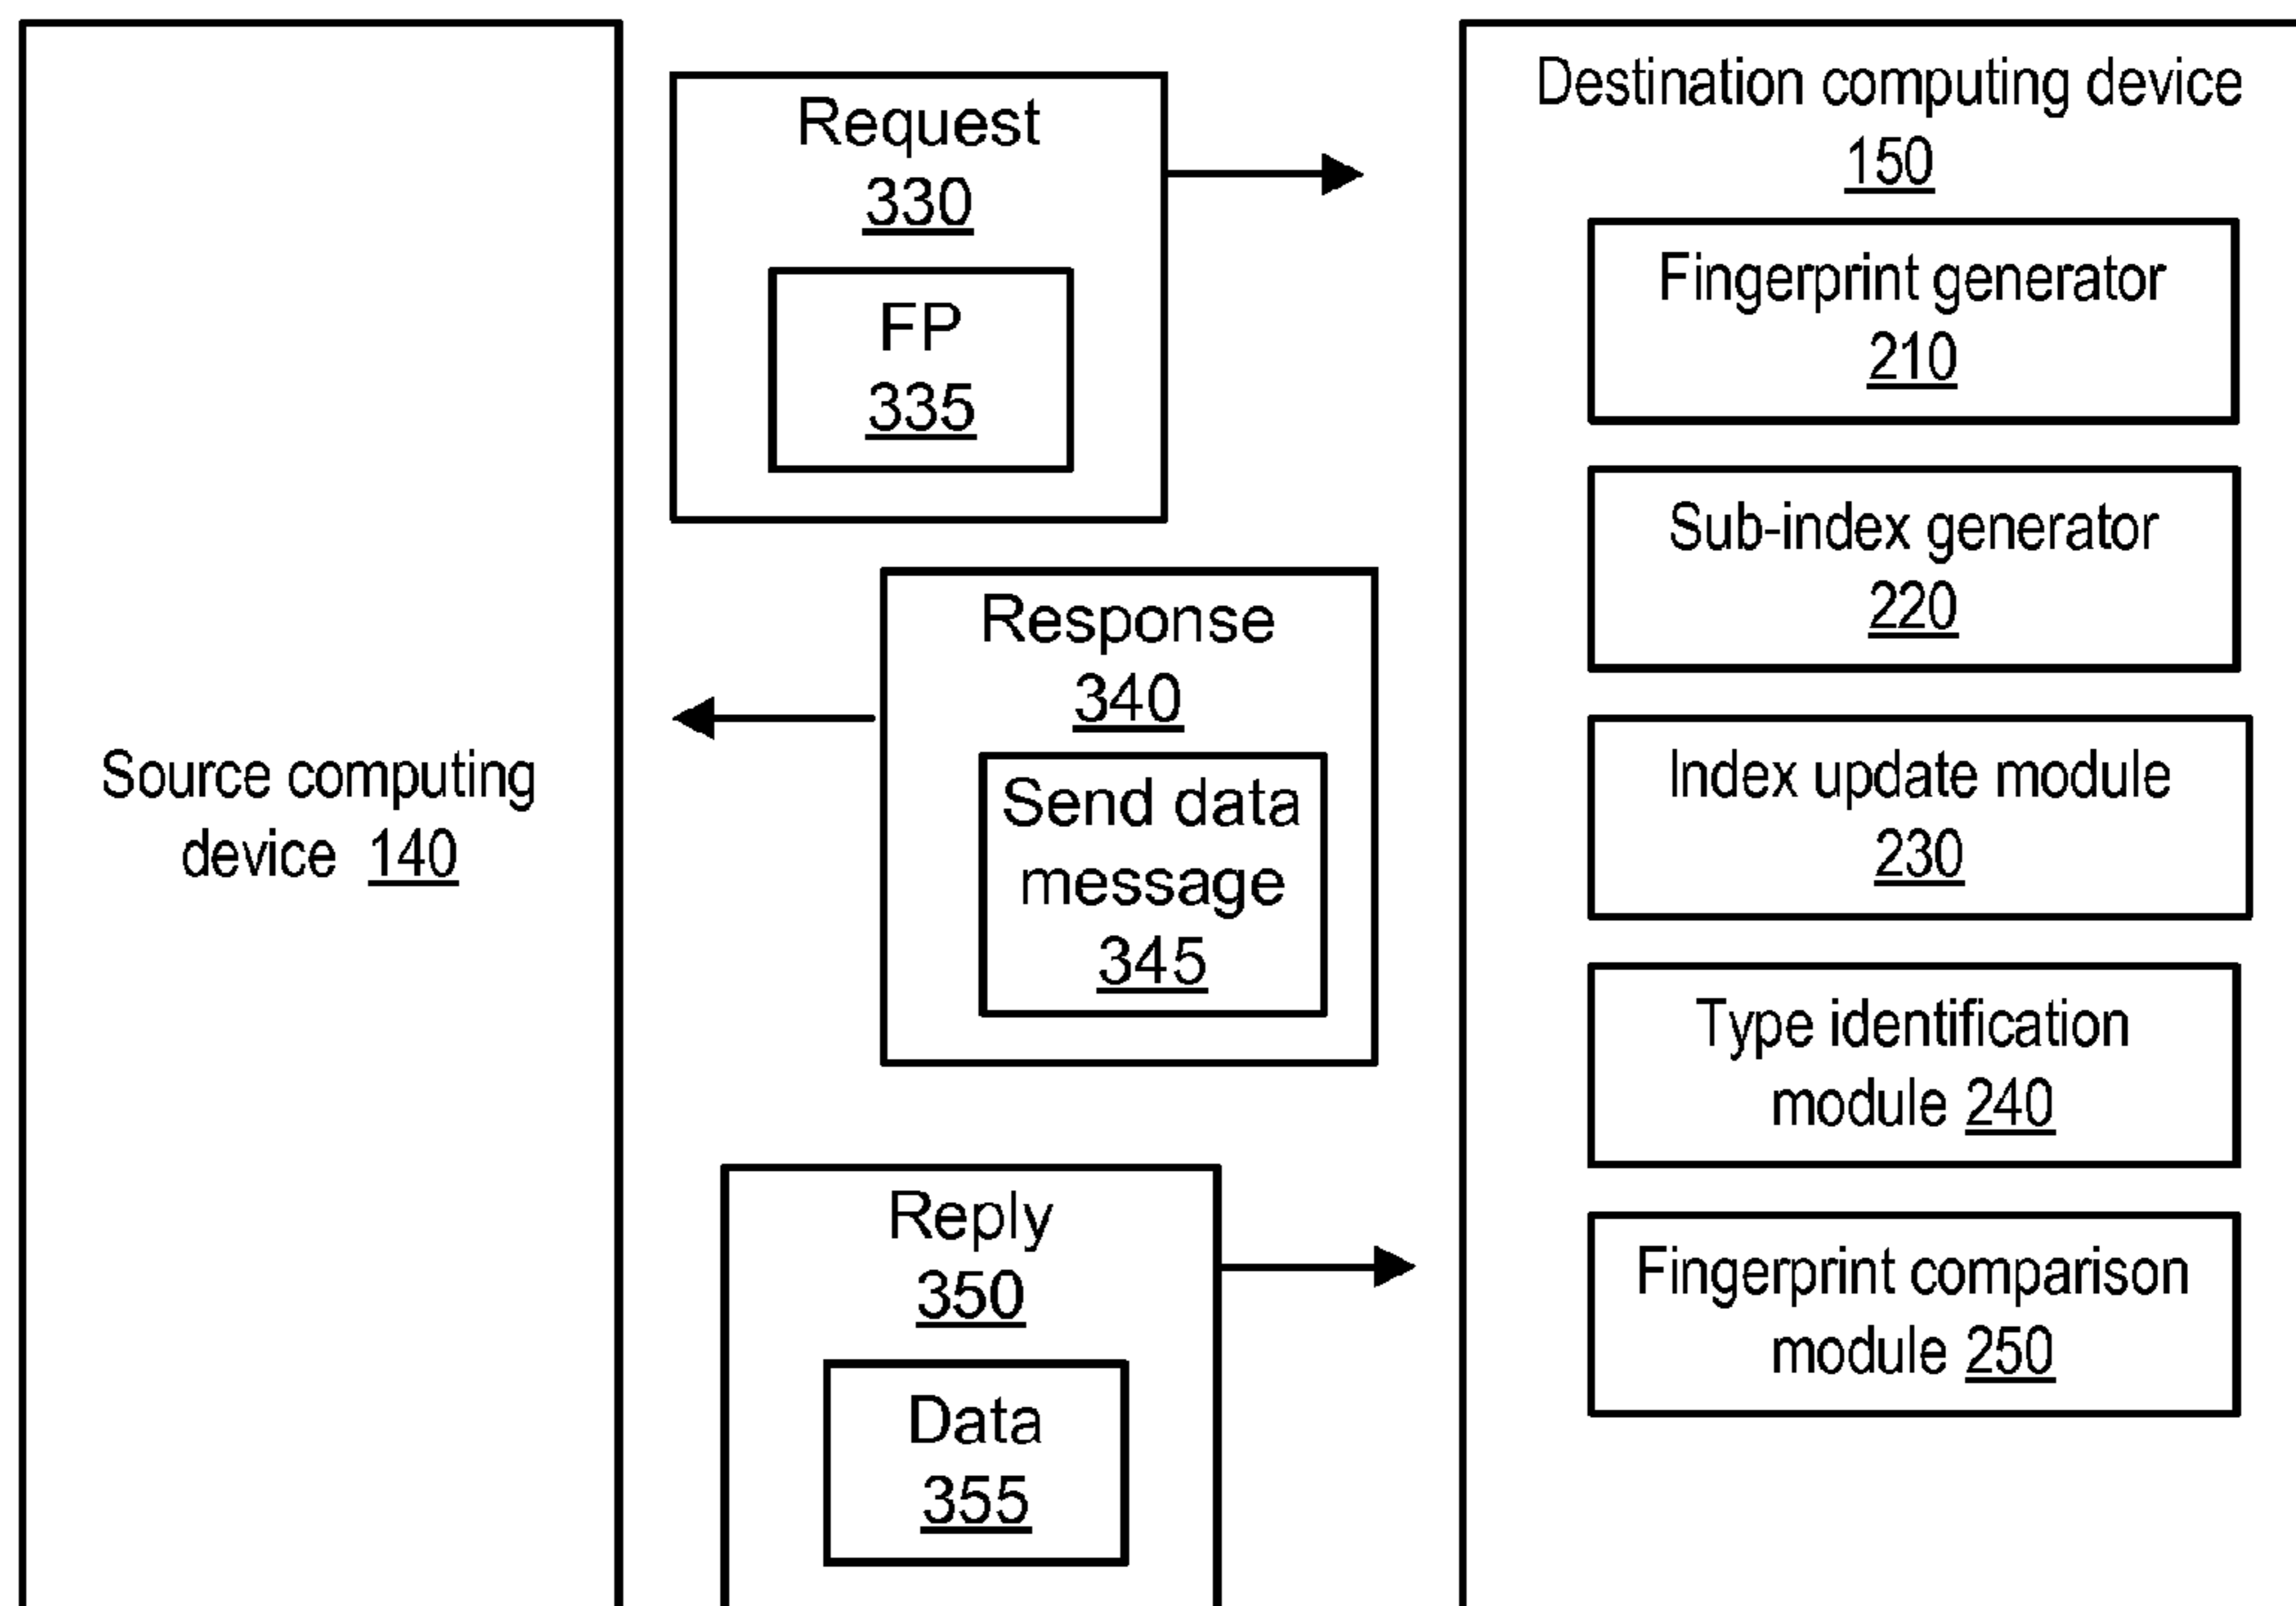 Source computing
device 140
Request
330
FP
335
Response
340
Send data
message
345
Reply
350
Data
355
Destination computing device
150
Fingerprint generator
210
Sub-index generator
220
Index update module
230
Type identification
module 240
Fingerprint comparison
module 250